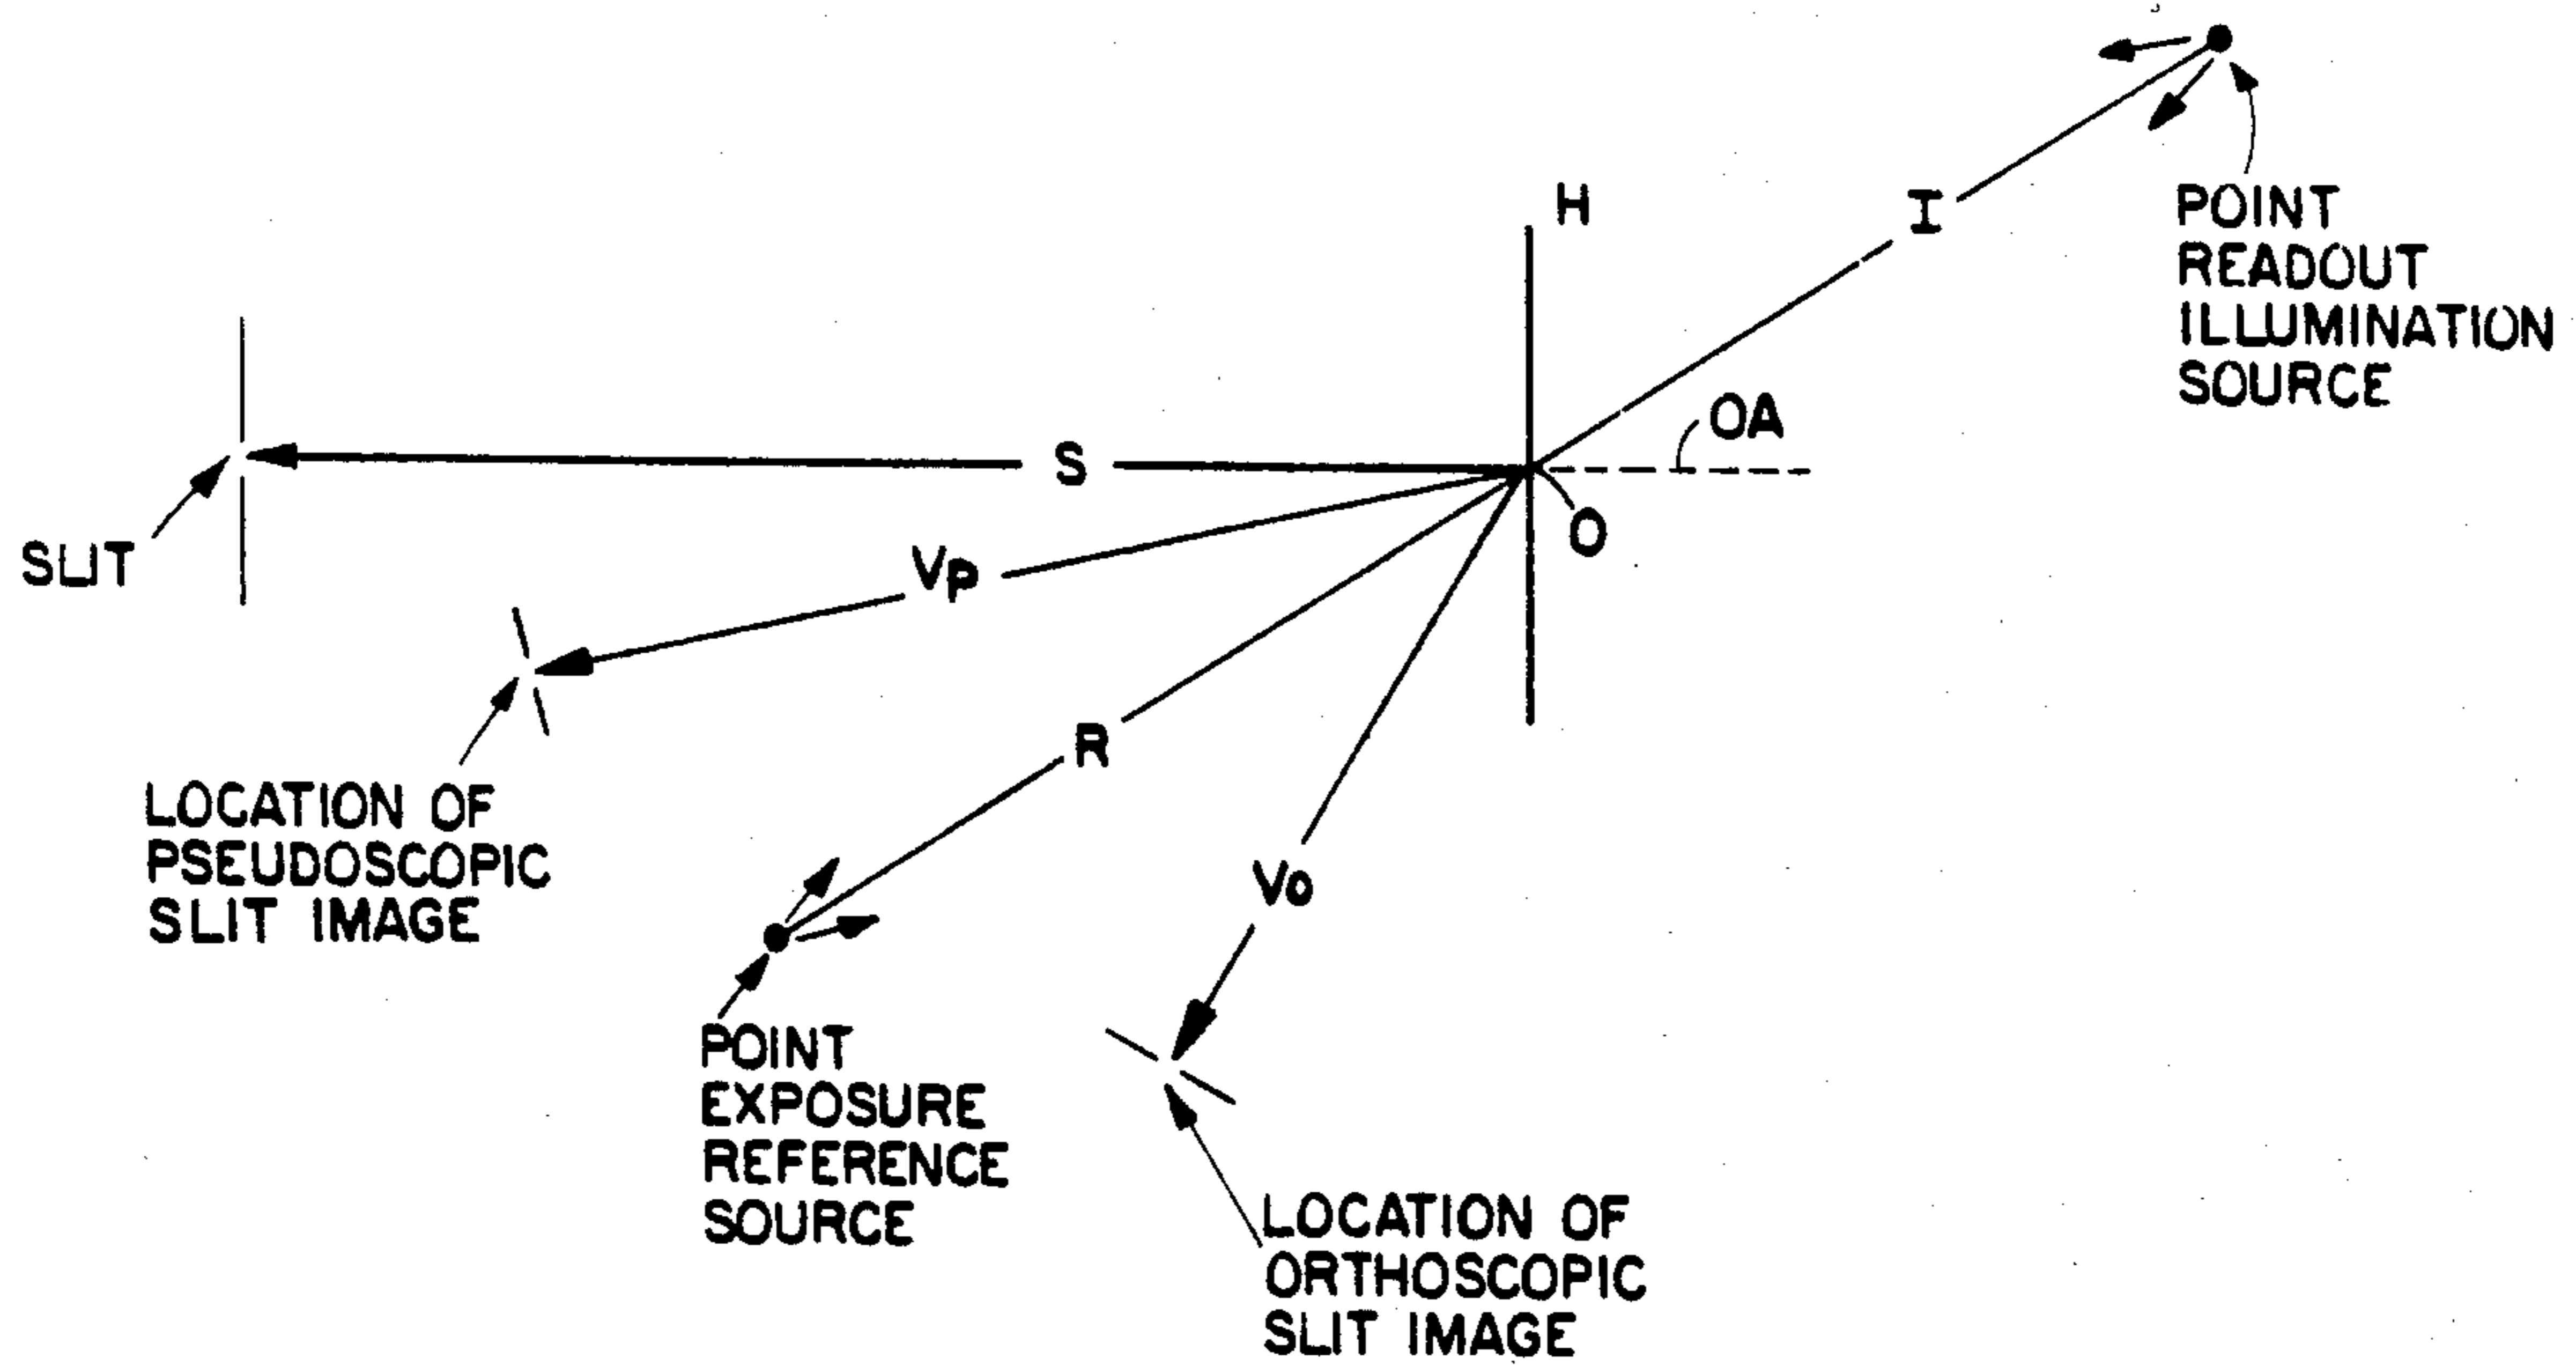 H
I
POINT
READOUT
ILLUMINATION
SOURCE
OA
S
O
SLIT
Vp
R
LOCATION OF
PSEUDOSCOPIC
SLIT IMAGE
Vo
POINT
EXPOSURE
REFERENCE
SOURCE
LOCATION OF
ORTHOSCOPIC
SLIT IMAGE